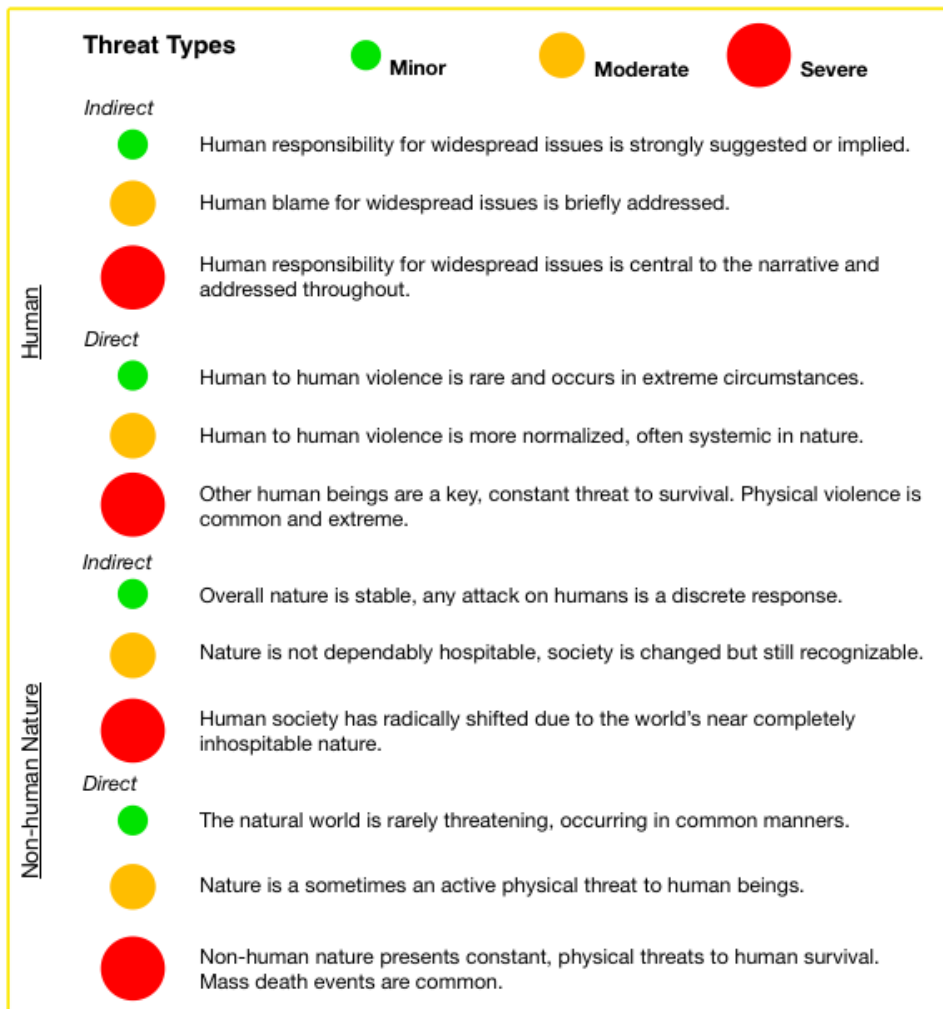 Threat Types
Minor
Moderate
Severe
Human
Indirect
Human responsibility for widespread issues is strongly suggested or implied.
Human blame for widespread issues is briefly addressed.
Human responsibility for widespread issues is central to the narrative and
addressed throughout.
Direct
Human to human violence is rare and occurs in extreme circumstances.
Human to human violence is more normalized, often systemic in nature.
Other human beings are a key, constant threat to survival. Physical violence is
common and extreme.
Non-human Nature
Indirect
Overall nature is stable, any attack on humans is a discrete response.
Nature is not dependably hospitable, society is changed but still recognizable.
Human society has radically shifted due to the world’s near completely
inhospitable nature.
Direct
The natural world is rarely threatening, occurring in common manners.
Nature is a sometimes an active physical threat to human beings.
Non-human nature presents constant, physical threats to human survival.
Mass death events are common.